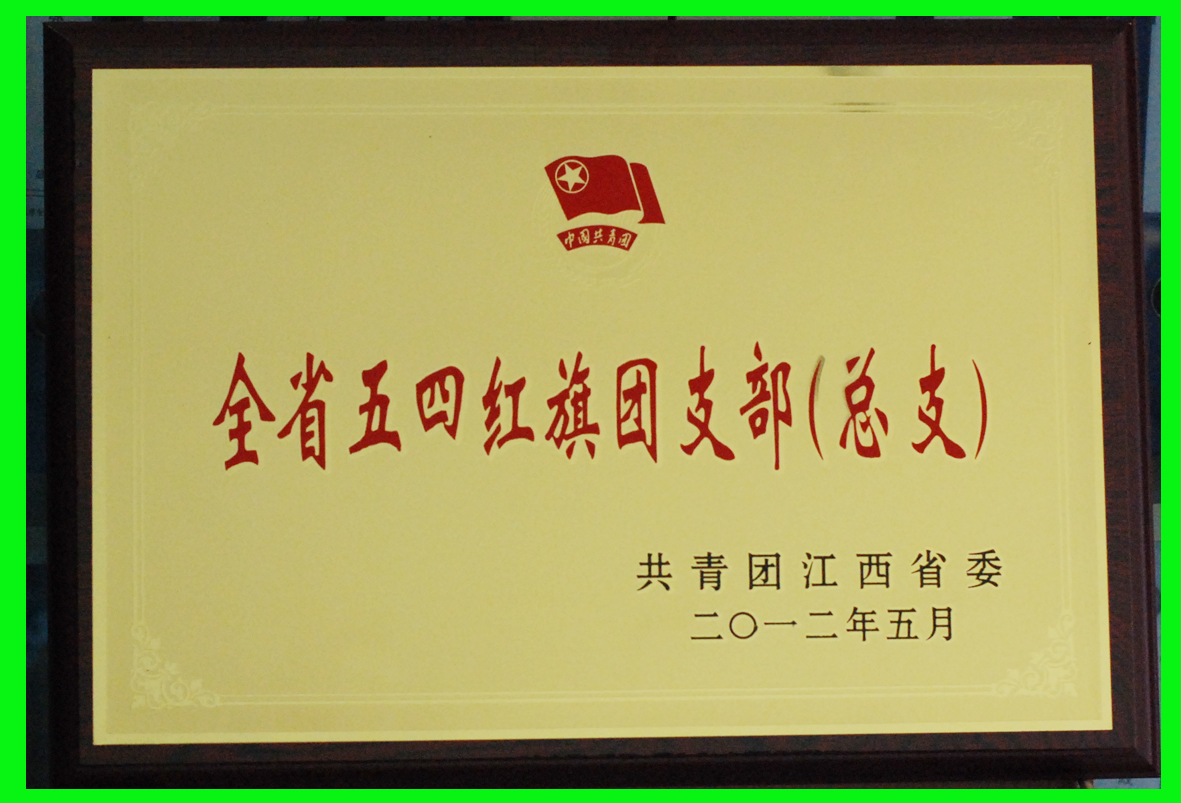 中国共青团
全省五四红旗团支部(总支)
共青团江西省委
二〇一二年五月